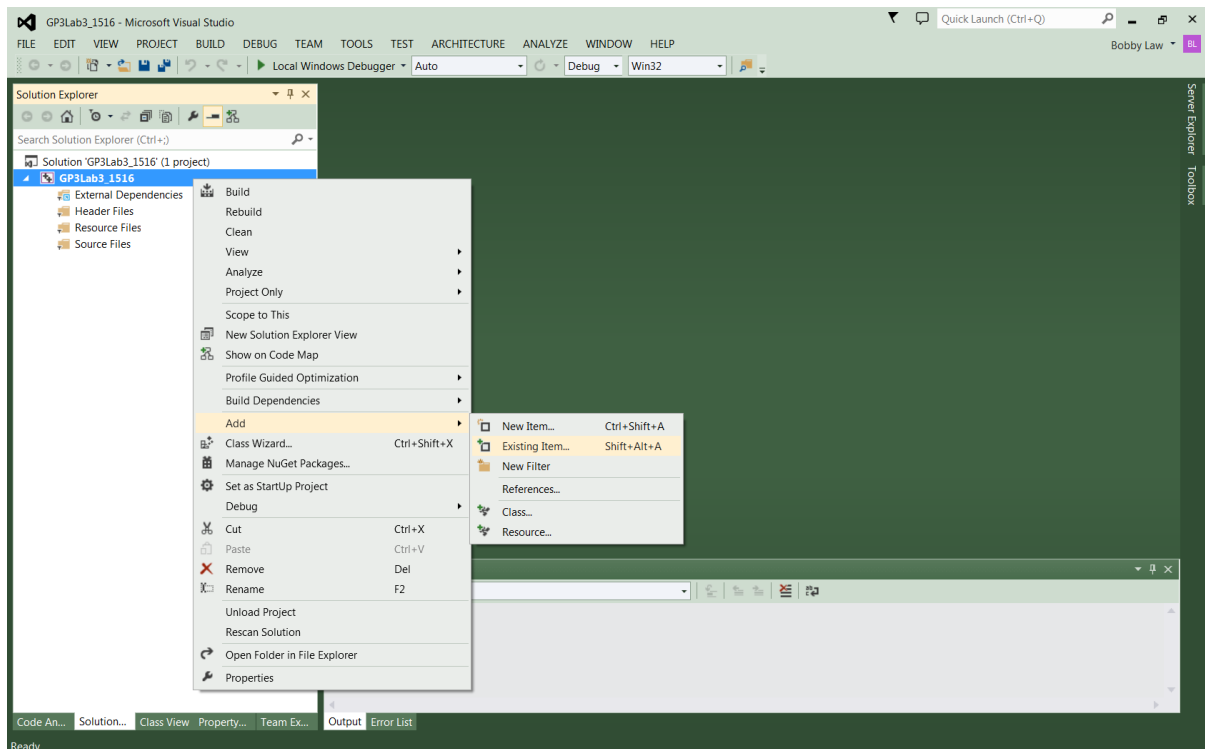 GP3Lab3_1516 - Microsoft Visual Studio
Quick Launch (Ctrl+Q)
FILE EDIT VIEW PROJECT BUILD DEBUG TEAM TOOLS TEST ARCHITECTURE ANALYZE WINDOW HELP
Bobby Law BL
Local Windows Debugger Auto Debug Win32
Solution Explorer
Search Solution Explorer (Ctrl+;)
Solution 'GP3Lab3_1516' (1 project)
GP3Lab3_1516
External Dependencies
Header Files
Resource Files
Source Files
Build
Rebuild
Clean
View
Analyze
Project Only
Scope to This
New Solution Explorer View
Show on Code Map
Profile Guided Optimization
Build Dependencies
Add
Class Wizard... Ctrl+Shift+X
Manage NuGet Packages...
Set as StartUp Project
Debug
Cut Ctrl+X
Paste Ctrl+V
Remove Del
Rename F2
Unload Project
Rescan Solution
Open Folder in File Explorer
Properties
New Item... Ctrl+Shift+A
Existing Item... Shift+Alt+A
New Filter
References...
Class...
Resource...
Server Explorer
Toolbox
Code An... Solution... Class View Property... Team Ex...
Output Error List
Ready